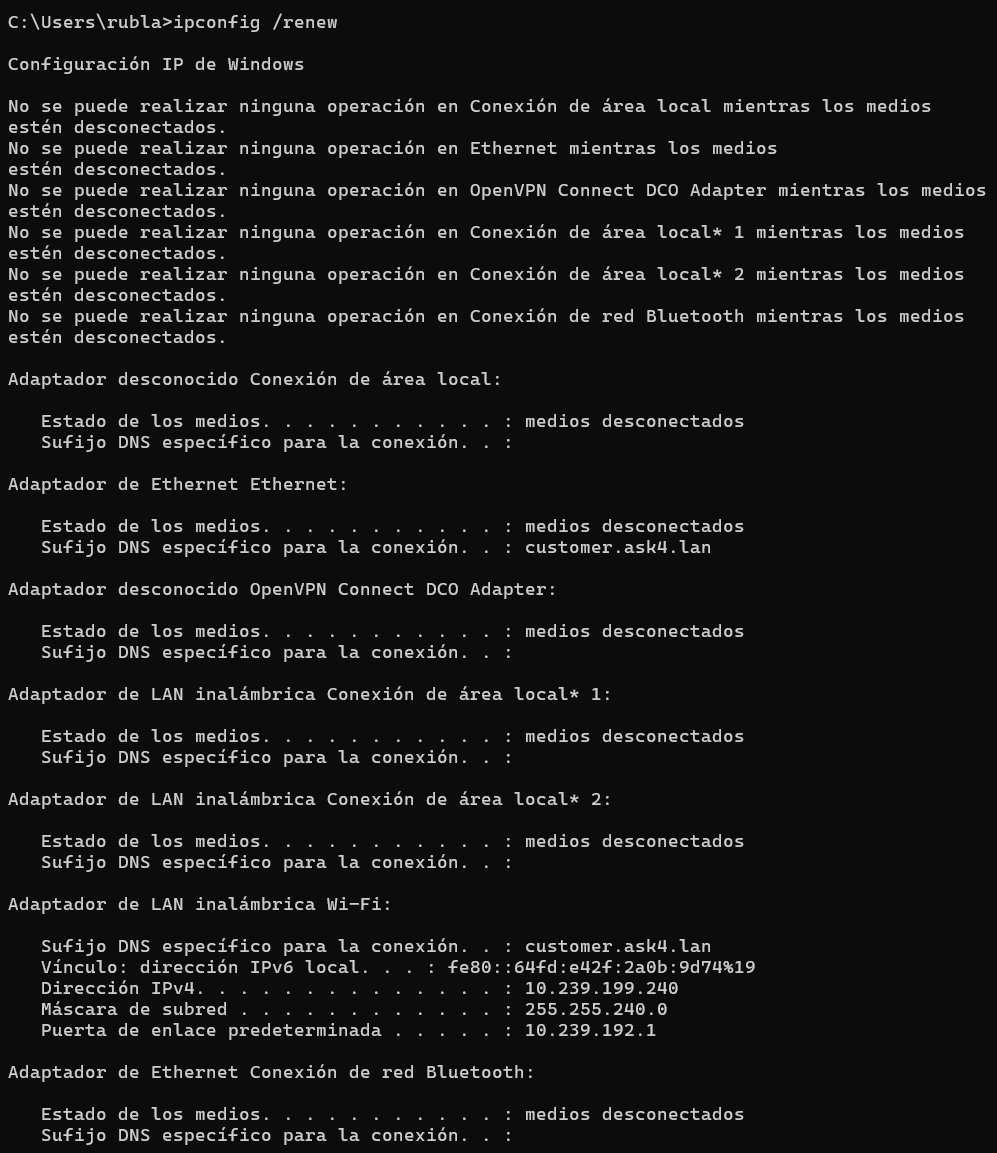 C:\Users\rubla>ipconfig /renew
Configuración IP de Windows
No se puede realizar ninguna operación en Conexión de área local mientras los medios
estén desconectados.
No se puede realizar ninguna operación en Ethernet mientras los medios
estén desconectados.
No se puede realizar ninguna operación en OpenVPN Connect DCO Adapter mientras los medios
estén desconectados.
No se puede realizar ninguna operación en Conexión de área local* 1 mientras los medios
estén desconectados.
No se puede realizar ninguna operación en Conexión de área local* 2 mientras los medios
estén desconectados.
No se puede realizar ninguna operación en Conexión de red Bluetooth mientras los medios
estén desconectados.
Adaptador desconocido Conexión de área local:
   Estado de los medios. . . . . . . . . . . : medios desconectados
   Sufijo DNS específico para la conexión. . :
Adaptador de Ethernet Ethernet:
   Estado de los medios. . . . . . . . . . . : medios desconectados
   Sufijo DNS específico para la conexión. . : customer.ask4.lan
Adaptador desconocido OpenVPN Connect DCO Adapter:
   Estado de los medios. . . . . . . . . . . : medios desconectados
   Sufijo DNS específico para la conexión. . :
Adaptador de LAN inalámbrica Conexión de área local* 1:
   Estado de los medios. . . . . . . . . . . : medios desconectados
   Sufijo DNS específico para la conexión. . :
Adaptador de LAN inalámbrica Conexión de área local* 2:
   Estado de los medios. . . . . . . . . . . : medios desconectados
   Sufijo DNS específico para la conexión. . :
Adaptador de LAN inalámbrica Wi-Fi:
   Sufijo DNS específico para la conexión. . : customer.ask4.lan
   Vínculo: dirección IPv6 local. . . : fe80::64fd:e42f:2a0b:9d74%19
   Dirección IPv4. . . . . . . . . . . . . . : 10.239.199.240
   Máscara de subred . . . . . . . . . . . . : 255.255.240.0
   Puerta de enlace predeterminada . . . . . : 10.239.192.1
Adaptador de Ethernet Conexión de red Bluetooth:
   Estado de los medios. . . . . . . . . . . : medios desconectados
   Sufijo DNS específico para la conexión. . :